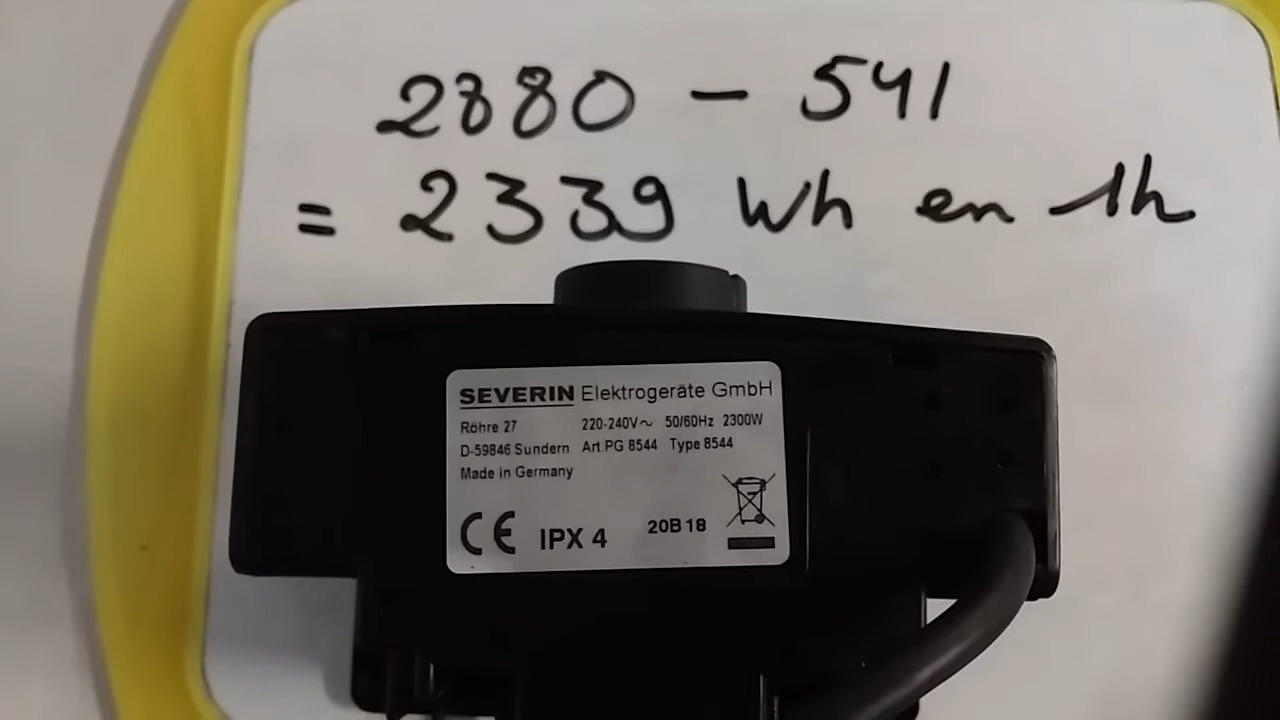 2880 - 541
= 2339 Wh en 1h
SEVERIN Elektrogeräte GmbH
Röhre 27 220-240V~ 50/60Hz 2300W
D-59846 Sundern Art.PG 8544 Type 8544
Made in Germany
CE IPX 4 20B18